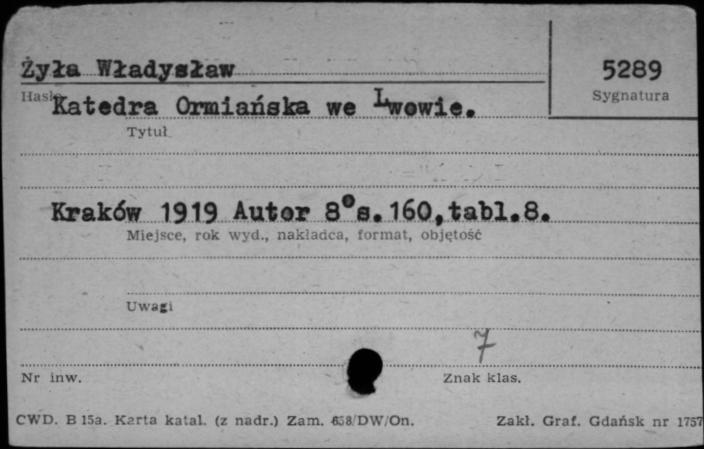 Żyła Władysław
5289
Hasło
Sygnatura
Katedra Ormiańska we Lwowie.
Tytuł
Kraków 1919 Autor 8° s.160,tabl.8.
Miejsce, rok wyd., nakładca, format, objętość
Uwagi
7
Nr inw.
Znak klas.
CWD. B 15a. Karta katal. (z nadr.) Zam. 658/DW/On.
Zakł. Graf. Gdańsk nr 1757